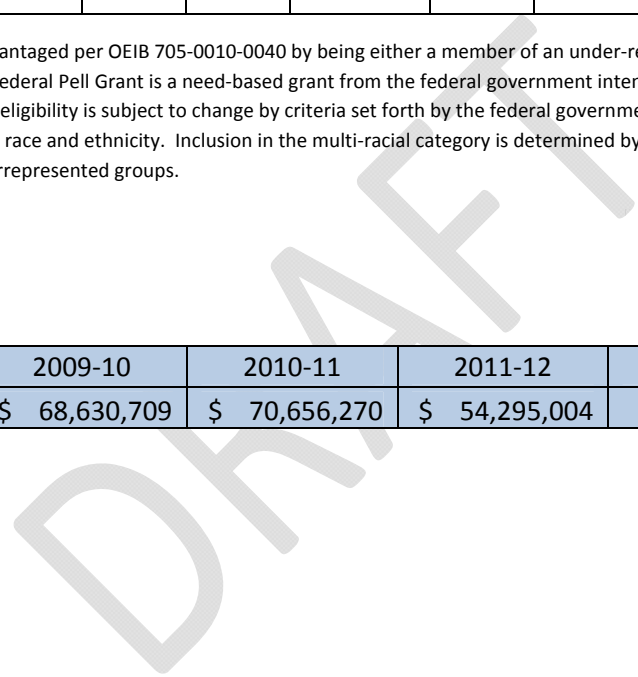 antaged per OEIB 705-0010-0040 by being either a member of an under-re
ederal Pell Grant is a need-based grant from the federal government inten
eligibility is subject to change by criteria set forth by the federal governme
race and ethnicity.  Inclusion in the multi-racial category is determined by
rrepresented groups.
2009-10 2010-11 2011-12
$ 68,630,709 $ 70,656,270 $ 54,295,004
DRAFT